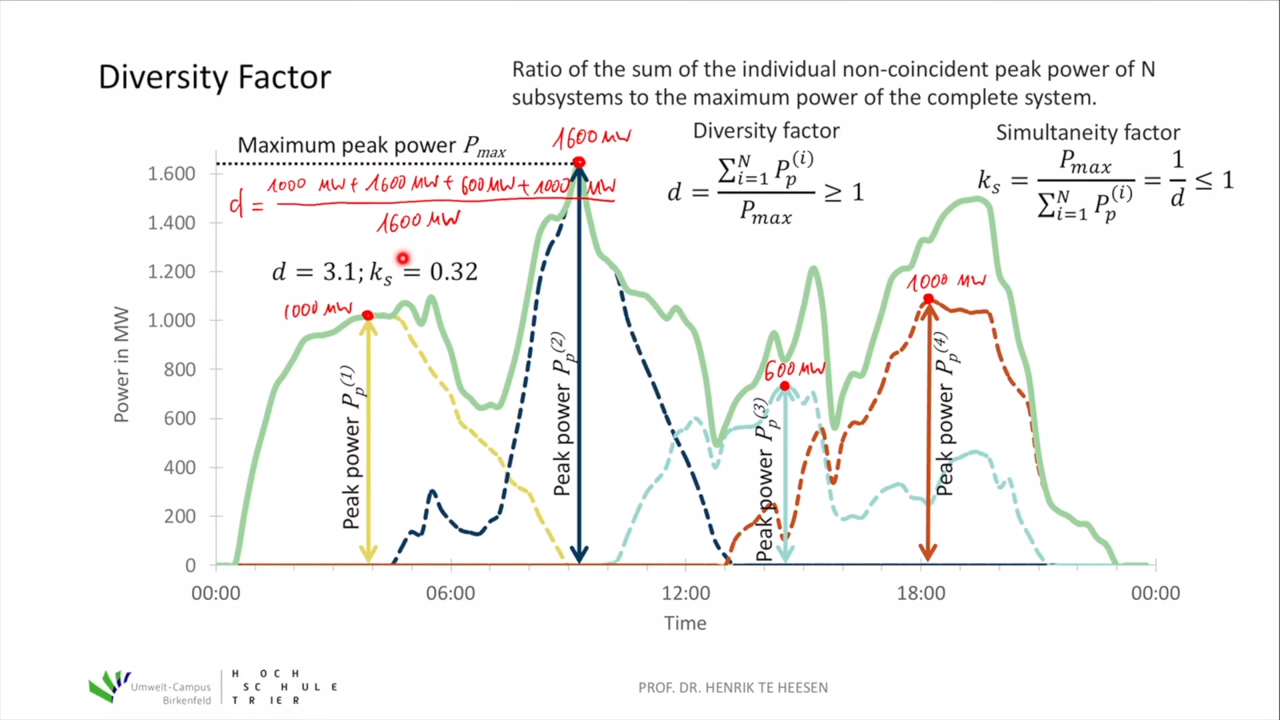 Diversity Factor
Ratio of the sum of the individual non-coincident peak power of N
subsystems to the maximum power of the complete system.
Maximum peak power P_max
1600 MW
Diversity factor
d = ∑_{i=1}^{N} P_p^{(i)} / P_max ≥ 1
Simultaneity factor
k_s = P_max / ∑_{i=1}^{N} P_p^{(i)} = 1/d ≤ 1
d = 1000 MW + 1600 MW + 600 MW + 1000 MW / 1600 MW
d = 3.1; k_s = 0.32
1000 MW
600 MW
1000 MW
Peak power P_p^{(1)}
Peak power P_p^{(2)}
Peak power P_p^{(3)}
Peak power P_p^{(4)}
Power in MW
1.600
1.400
1.200
1.000
800
600
400
200
0
00:00 06:00 12:00 18:00 00:00
Time
Umwelt-Campus
Birkenfeld
HOCH
SCHULE
TRIER
PROF. DR. HENRIK TE HEESEN